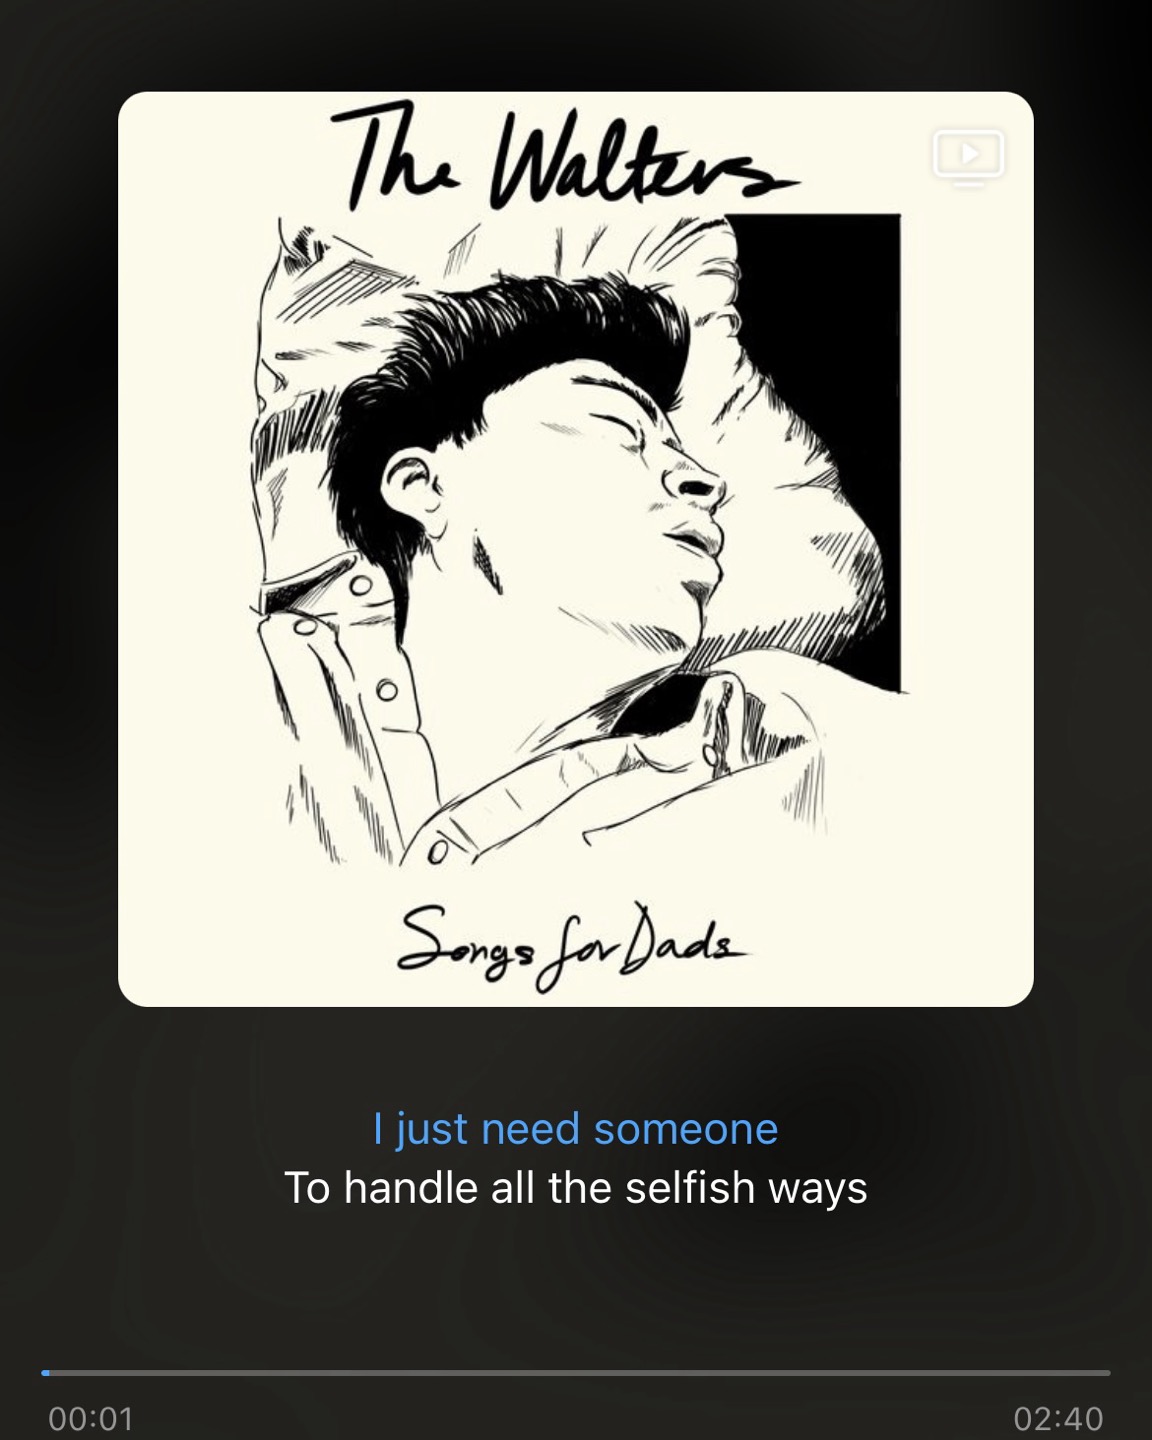 The Walters
Songs for Dads
I just need someone
To handle all the selfish ways
00:01
02:40